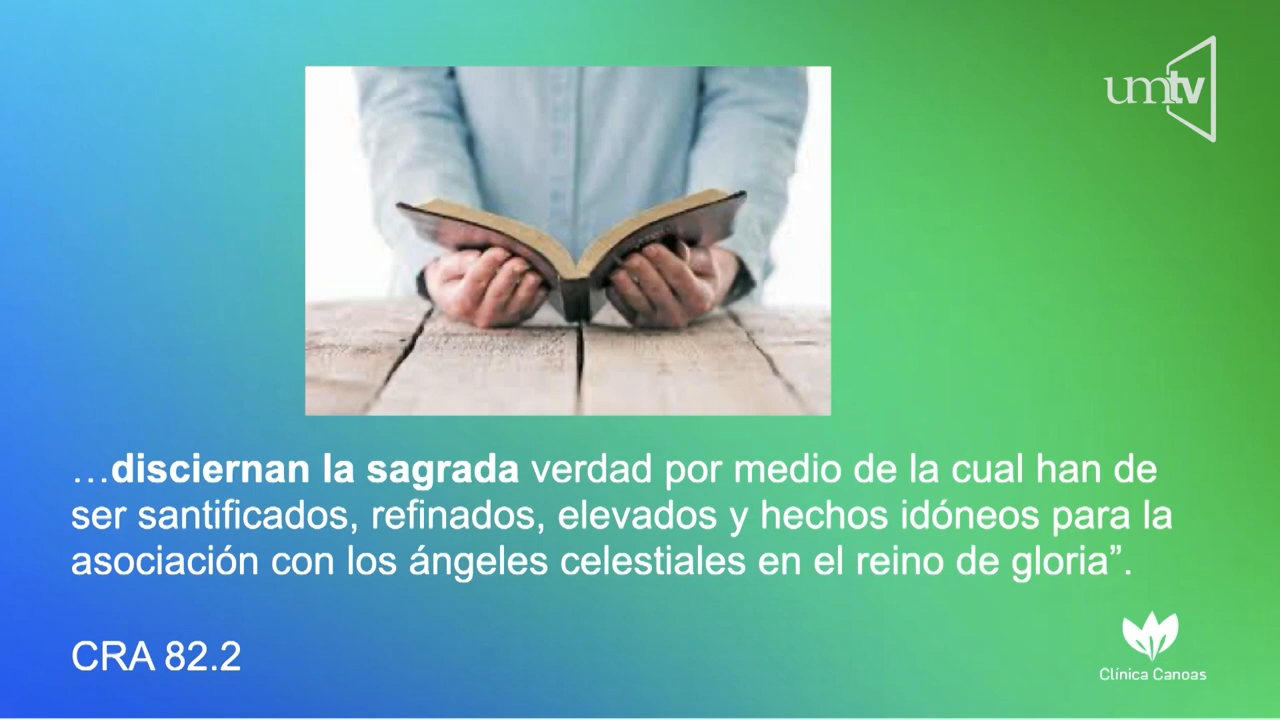 umtv
…disciernan la sagrada verdad por medio de la cual han de
ser santificados, refinados, elevados y hechos idóneos para la
asociación con los ángeles celestiales en el reino de gloria”.
CRA 82.2
Clínica Canoas